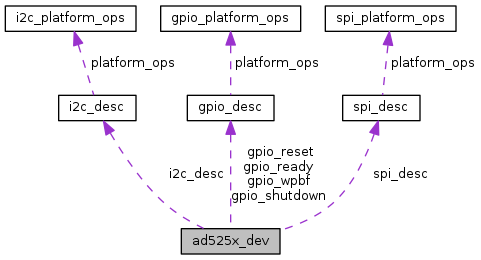 i2c_platform_ops
gpio_platform_ops
spi_platform_ops
platform_ops
platform_ops
platform_ops
i2c_desc
gpio_desc
spi_desc
i2c_desc
gpio_reset
gpio_ready
gpio_wpbf
gpio_shutdown
spi_desc
ad525x_dev